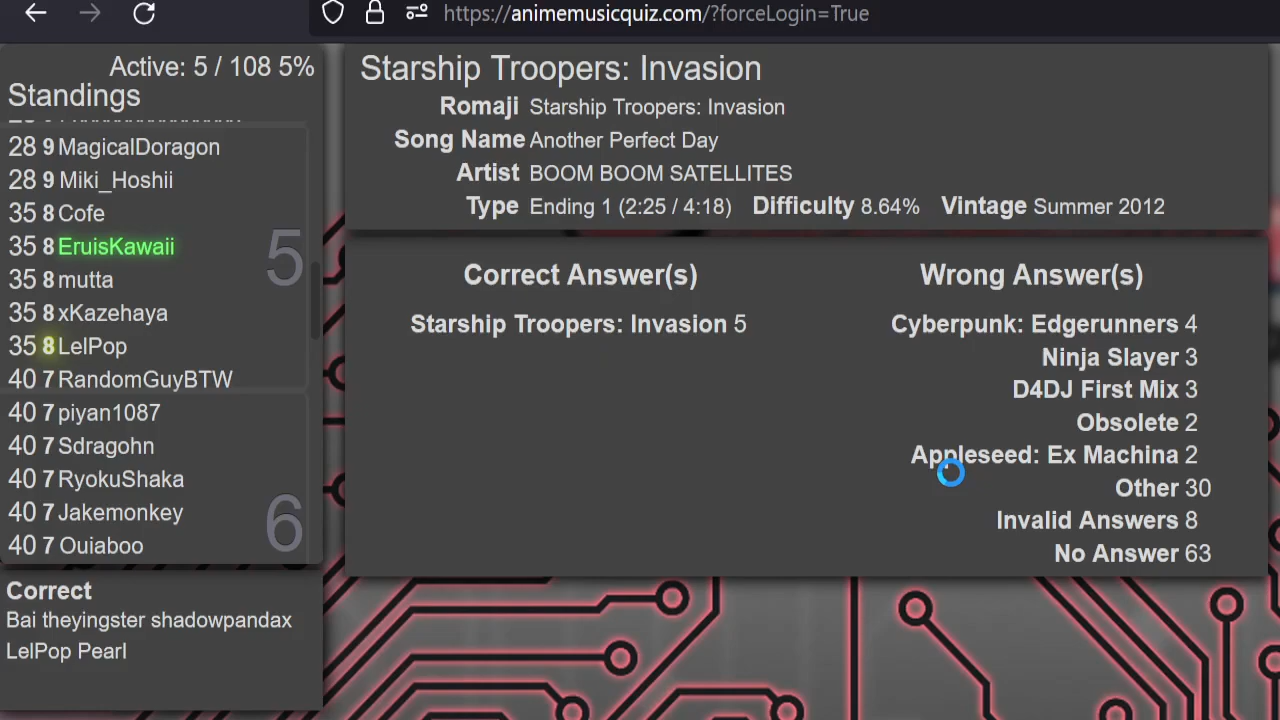 https://animemusicquiz.com/?forceLogin=True
Active: 5 / 108 5%
Standings
28 9 MagicalDoragon
28 9 Miki_Hoshii
35 8 Cofe
35 8 EruisKawaii
5
35 8 mutta
35 8 xKazehaya
35 8 LelPop
40 7 RandomGuyBTW
40 7 piyan1087
40 7 Sdragohn
40 7 RyokuShaka
40 7 Jakemonkey
6
40 7 Ouiaboo
Correct
Bai theyingster shadowpandax
LelPop Pearl
Starship Troopers: Invasion
Romaji Starship Troopers: Invasion
Song Name Another Perfect Day
Artist BOOM BOOM SATELLITES
Type Ending 1 (2:25 / 4:18) Difficulty 8.64% Vintage Summer 2012
Correct Answer(s)
Starship Troopers: Invasion 5
Wrong Answer(s)
Cyberpunk: Edgerunners 4
Ninja Slayer 3
D4DJ First Mix 3
Obsolete 2
Appleseed: Ex Machina 2
Other 30
Invalid Answers 8
No Answer 63